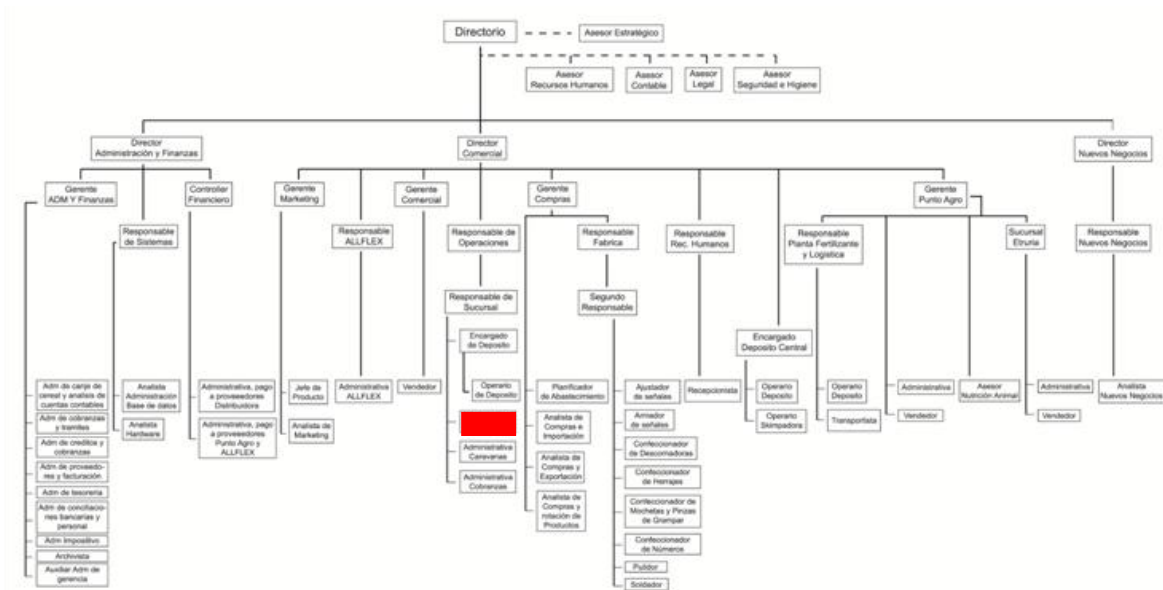 Directorio
Asesor Estratégico
Asesor
Recursos Humanos
Asesor
Contable
Asesor
Legal
Asesor
Seguridad e Higiene
Director
Administración y Finanzas
Director
Comercial
Director
Nuevos Negocios
Gerente
ADM Y Finanzas
Controller
Financiero
Gerente
Marketing
Gerente
Comercial
Gerente
Compras
Gerente
Punto Agro
Responsable
de Sistemas
Responsable
ALLFLEX
Responsable de
Operaciones
Responsable
Fabrica
Responsable
Rec. Humanos
Responsable
Planta Fertilizante
y Logística
Sucursal
Etruria
Responsable
Nuevos Negocios
Responsable de
Sucursal
Segundo
Responsable
Encargado
de Deposito
Encargado
Deposito Central
Adm de canje de
cereal y analisis de
cuentas contables
Adm de cobranzas
y tramites
Adm de creditos y
cobranzas
Adm de proveedo-
res y facturación
Adm de tesoreria
Adm de conciliacio-
nes bancarias y
personal
Adm Impositivo
Archivista
Auxiliar Adm de
gerencia
Analista
Administración
Base de datos
Analista
Hardware
Administrativa, pago
a proveedores
Distribuidora
Administrativa, pago
a proveedores
Punto Agro y
ALLFLEX
Jefe de
Producto
Analista de
Marketing
Administrativa
ALLFLEX
Vendedor
Operario
de Deposito
Administrativa
Caravanas
Administrativa
Cobranzas
Planificador
de Abastecimiento
Analista de
Compras e
Importación
Analista de
Compras y
Exportación
Analista de
Compras y
rotación de
Productos
Ajustador
de señales
Armador
de señales
Confeccionador
de Descornadoras
Confeccionador
de Herrajes
Confeccionador de
Mochetas y Pinzas
de Grampar
Confeccionador
de Números
Pulidor
Soldador
Recepcionista
Operario
Deposito
Operario
Skimpadora
Operario
Deposito
Transportista
Administrativa
Vendedor
Asesor
Nutrición Animal
Administrativa
Vendedor
Analista
Nuevos Negocios